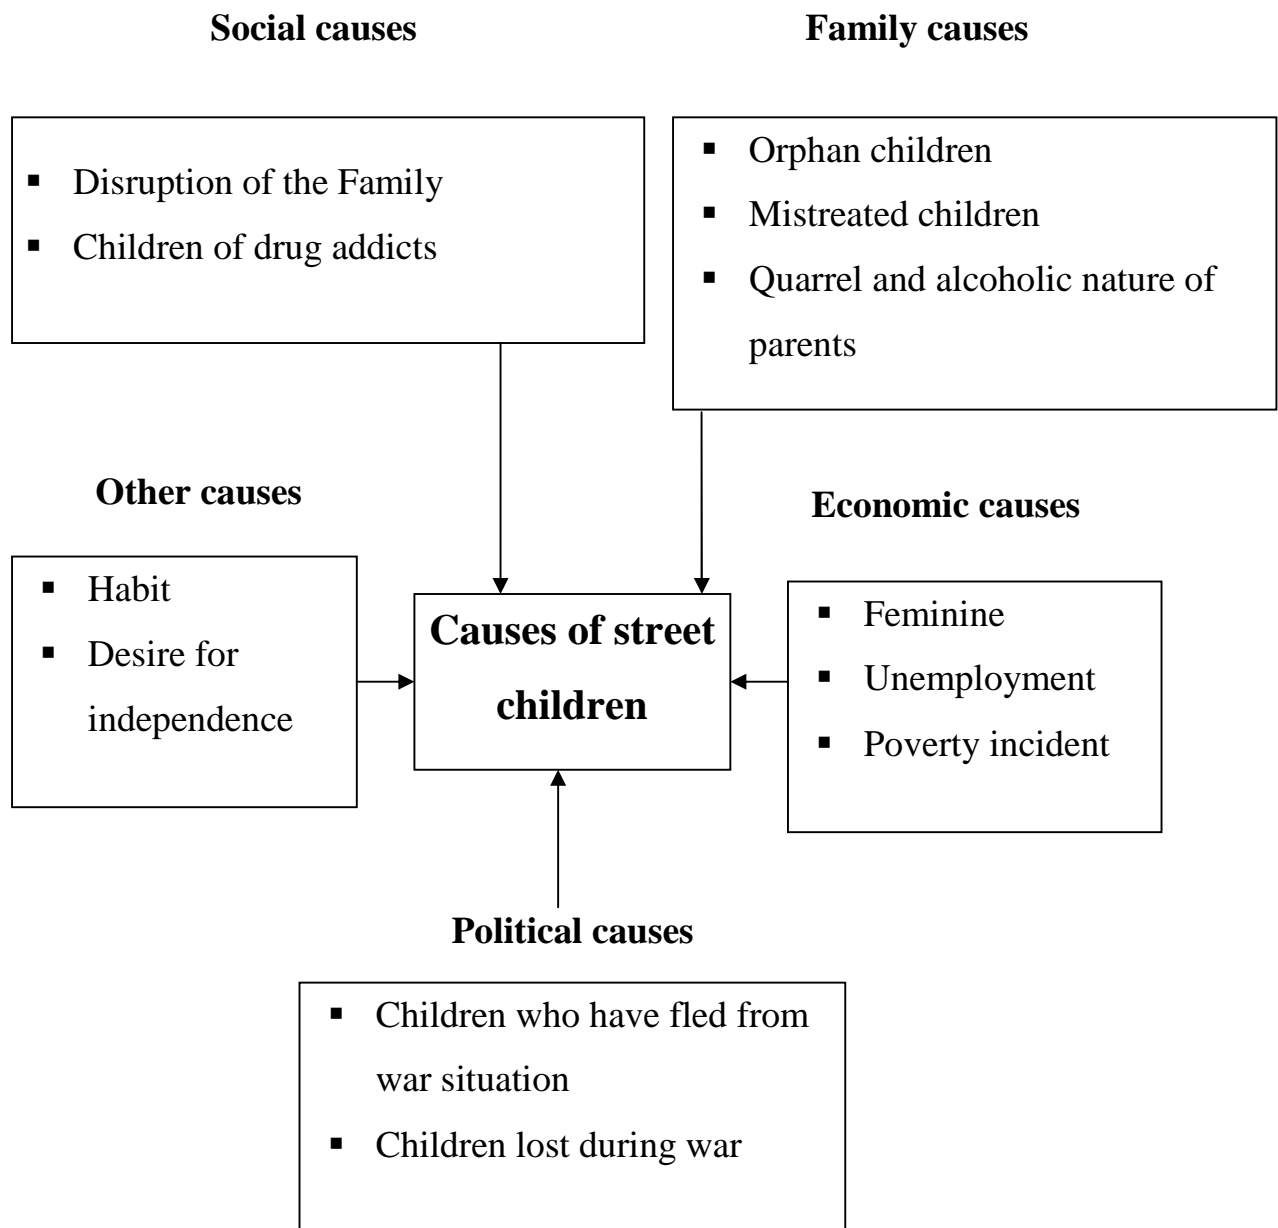 Social causes
▪ Disruption of the Family
▪ Children of drug addicts
Family causes
▪ Orphan children
▪ Mistreated children
▪ Quarrel and alcoholic nature of
parents
Other causes
▪ Habit
▪ Desire for
independence
Causes of street
children
Economic causes
▪ Feminine
▪ Unemployment
▪ Poverty incident
Political causes
▪ Children who have fled from
war situation
▪ Children lost during war